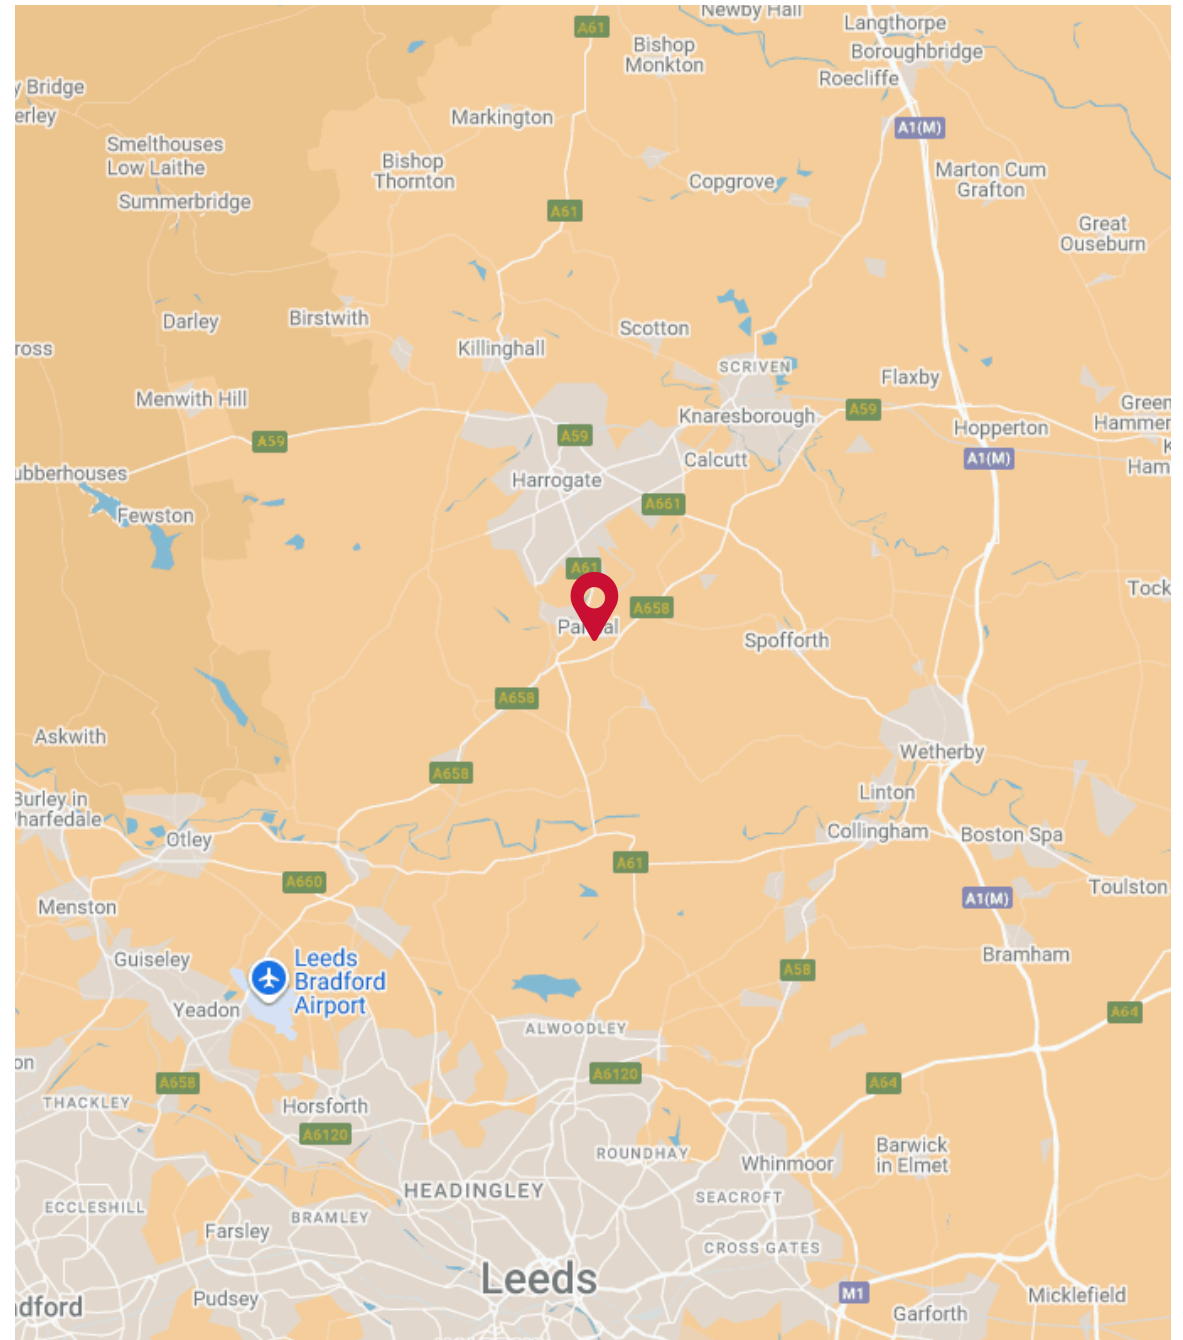 A61
Newby Hall
Langthorpe
Bishop
Monkton
Boroughbridge
Roecliffe
y Bridge
erley
Markington
A1(M)
Smelthouses
Low Laithe
Bishop
Thornton
Copgrove
Marton Cum
Grafton
Summerbridge
A61
Great
Ouseburn
Darley
Birstwith
Scotton
ross
Killinghall
SCRIVEN
Flaxby
Menwith Hill
Knaresborough
A59
Green
Hammer
A59
A59
Hopperton
K
Ham
Calcutt
A1(M)
ubberhouses
Harrogate
A661
Fewston
A61
Tock
A658
Spofforth
A658
Askwith
Wetherby
A658
Burley in
harfedale
Linton
Otley
Collingham
Boston Spa
A61
A660
Toulston
Menston
A1(M)
Guiseley
Leeds
Bradford
Airport
Bramham
A58
Yeadon
A64
ALWOODLEY
on
A6120
A658
A64
THACKLEY
Horsforth
A6120
ROUNDHAY
Whinmoor
Barwick
in Elmet
HEADINGLEY
SEACROFT
ECCLESHILL
BRAMLEY
Farsley
CROSS GATES
Leeds
M1
Micklefield
dford
Pudsey
Garforth